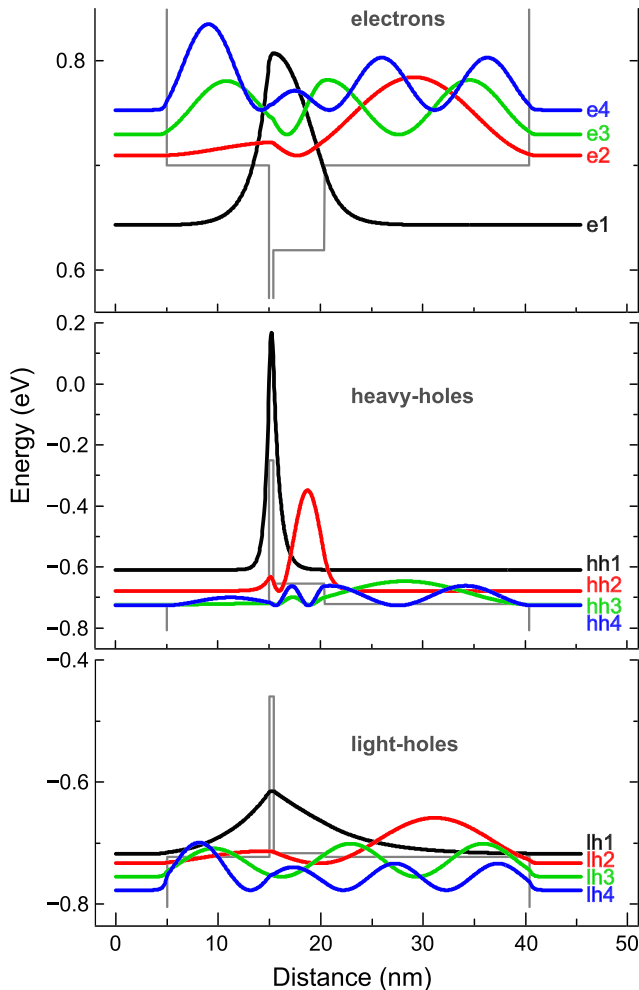 electrons
0.8
e4
e3
e2
e1
0.6
0.2
0.0
heavy-holes
−0.2
−0.4
−0.6
hh1
hh2
hh3
−0.8
hh4
Energy (eV)
−0.4
light-holes
−0.6
lh1
lh2
lh3
lh4
−0.8
0 10 20 30 40 50
Distance (nm)